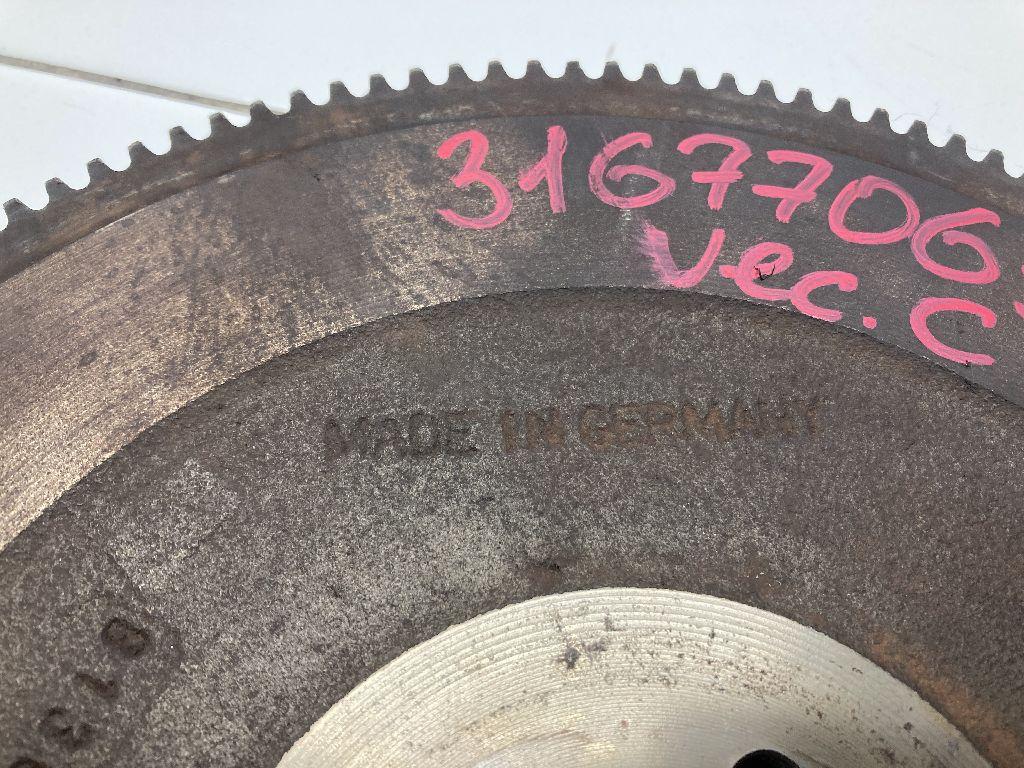 3167706
Vec. C
MADE IN GERMANY